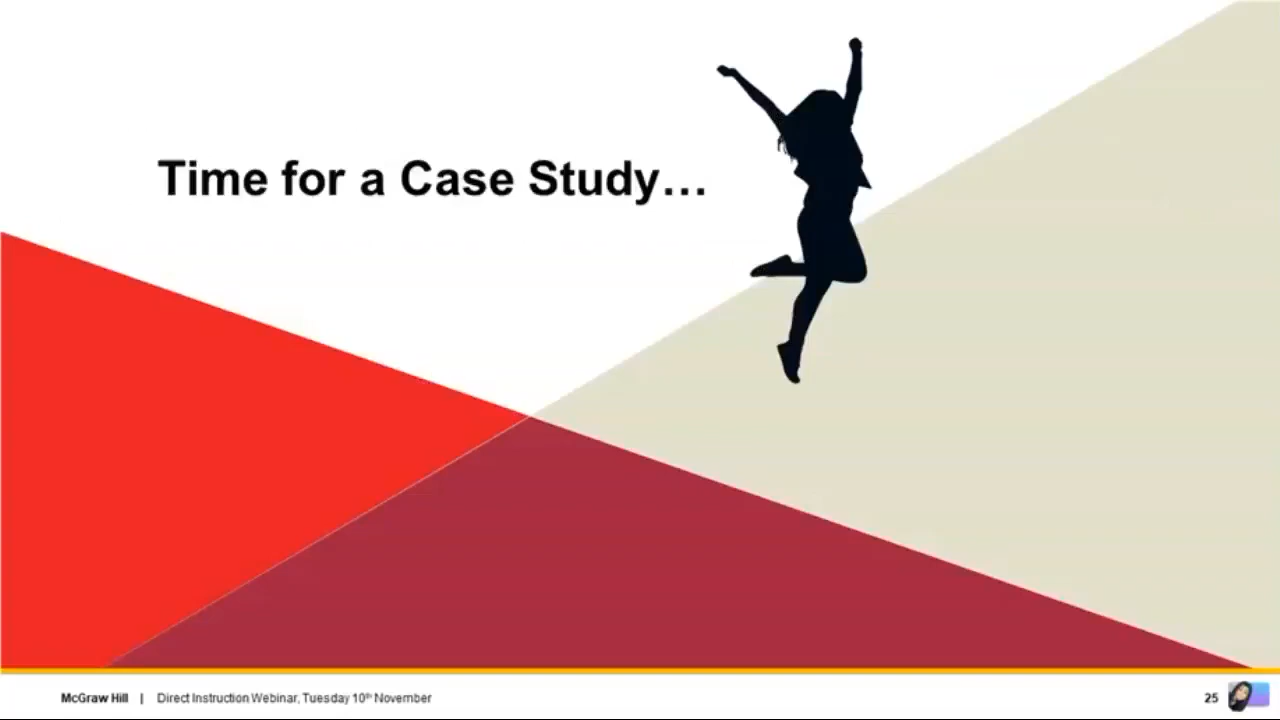 Time for a Case Study…
McGraw Hill | Direct Instruction Webinar, Tuesday 10th November
25